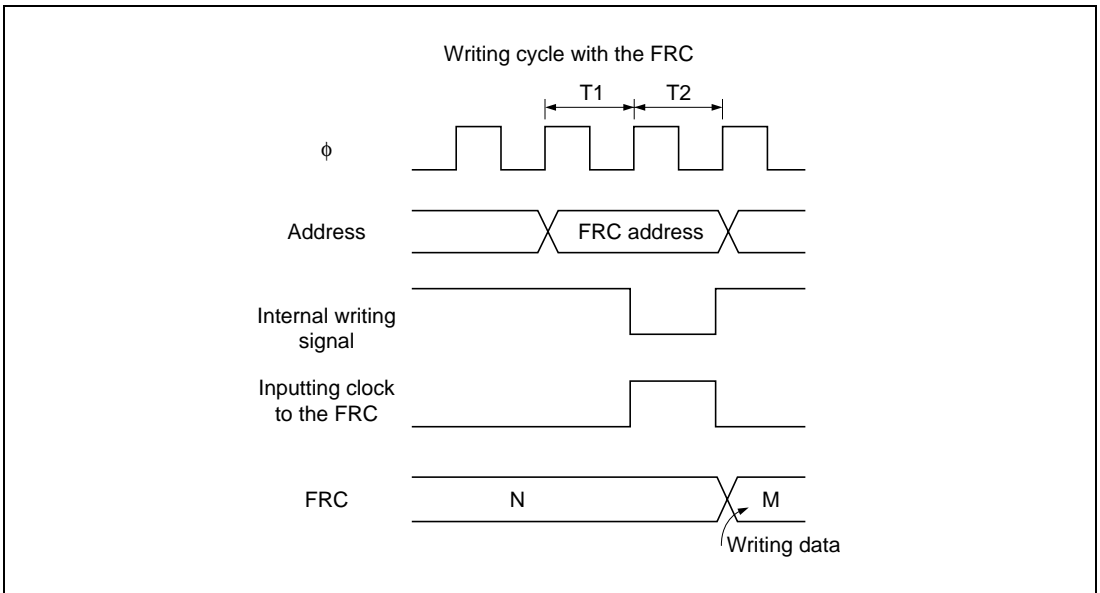 Writing cycle with the FRC
T1
T2
ϕ
Address
FRC address
Internal writing
signal
Inputting clock
to the FRC
FRC
N
M
Writing data